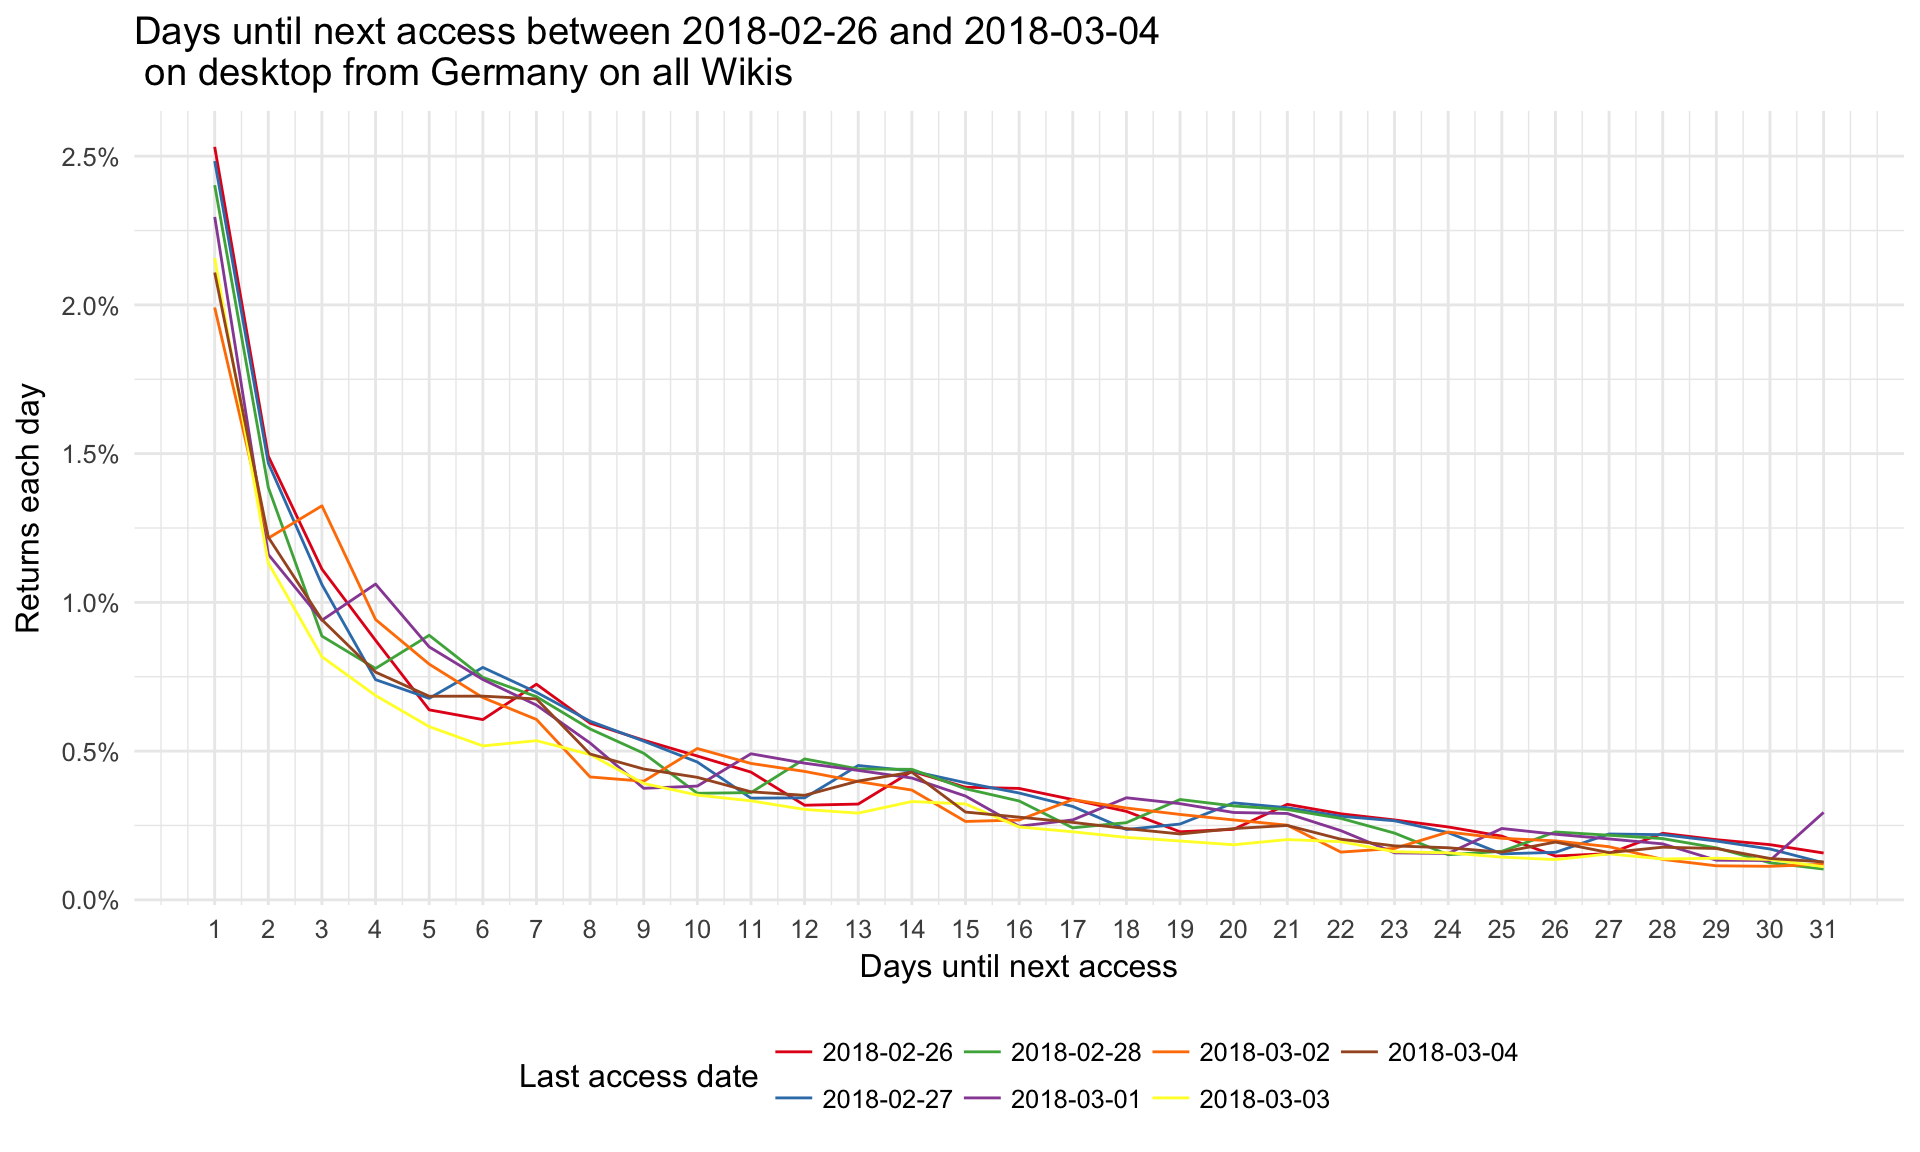 Days until next access between 2018-02-26 and 2018-03-04
on desktop from Germany on all Wikis
Returns each day
2.5%
2.0%
1.5%
1.0%
0.5%
0.0%
1 2 3 4 5 6 7 8 9 10 11 12 13 14 15 16 17 18 19 20 21 22 23 24 25 26 27 28 29 30 31
Days until next access
Last access date
2018-02-26 2018-02-28 2018-03-02 2018-03-04
2018-02-27 2018-03-01 2018-03-03